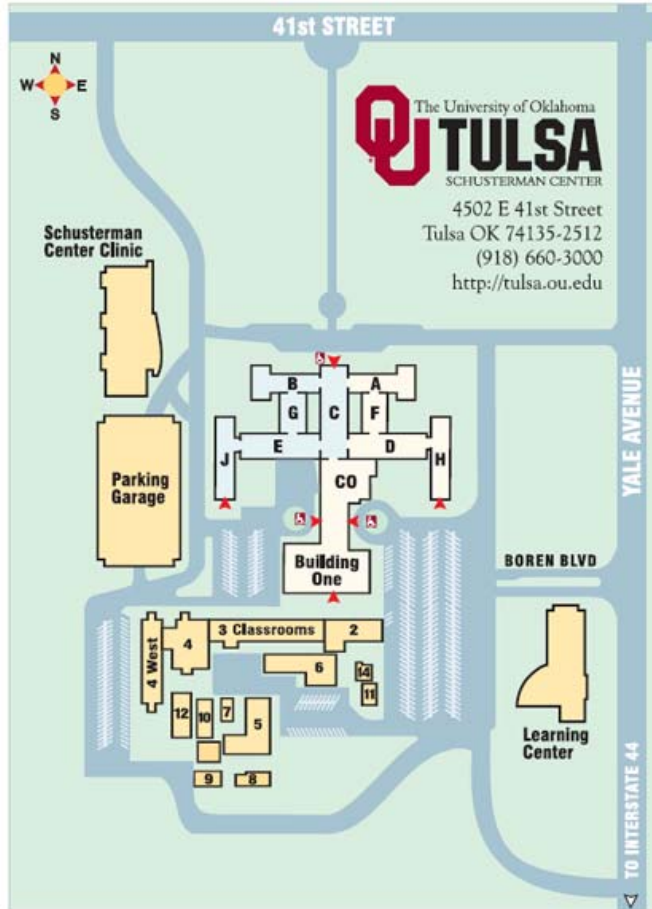 41st STREET
N
W E
S
OU
The University of Oklahoma
TULSA
SCHUSTERMAN CENTER
4502 E 41st Street
Tulsa OK 74135-2512
(918) 660-3000
http://tulsa.ou.edu
Schusterman
Center Clinic
YALE AVENUE
B
A
G
C
F
J
E
D
H
CO
Parking
Garage
Building
One
BOREN BLVD
4 West
4
3 Classrooms
2
6
14
11
12
10
7
5
9
8
Learning
Center
TO INTERSTATE 44